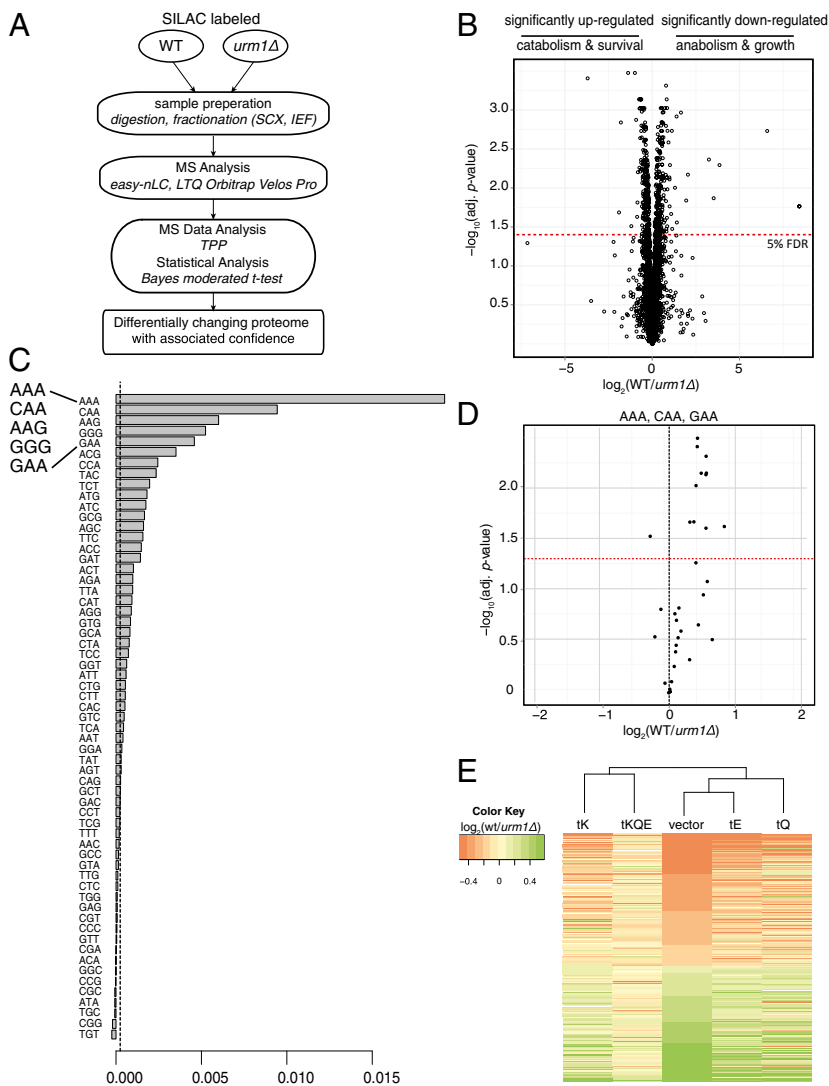 A
SILAC labeled
WT
urm1Δ
sample preperation
digestion, fractionation (SCX, IEF)
MS Analysis
easy-nLC, LTQ Orbitrap Velos Pro
MS Data Analysis
TPP
Statistical Analysis
Bayes moderated t-test
Differentially changing proteome
with associated confidence
B
significantly up-regulated
significantly down-regulated
catabolism & survival
anabolism & growth
−log10(adj. p-value)
3.0
2.5
2.0
1.5
1.0
0.5
5% FDR
−5
0
5
log2(WT/urm1Δ)
C
AAA
CAA
AAG
GGG
GAA
AAA
CAA
AAG
GGG
GAA
ACG
CCA
TAC
TCT
ATG
ATC
GCG
AGC
TTC
ACC
GAT
ACT
AGA
TTA
CAT
AGG
GTG
GCA
CTA
TCC
GGT
ATT
CTG
CTT
CAC
GTC
TCA
AAT
GGA
TAT
AGT
CAG
GCT
GAC
CCT
TCG
TTT
AAC
GCC
GTA
TTG
CTC
TGG
GAG
CGT
CCC
GTT
CGA
ACA
GGC
CCG
CGC
ATA
TGC
CGG
TGT
0.000
0.005
0.010
0.015
D
AAA, CAA, GAA
−log10(adj. p-value)
2.0
1.5
1.0
0.5
0
−2
−1
0
1
2
log2(WT/urm1Δ)
E
Color Key
log2(wt/urm1Δ)
−0.4
0
0.4
tK
tKQE
vector
tE
tQ